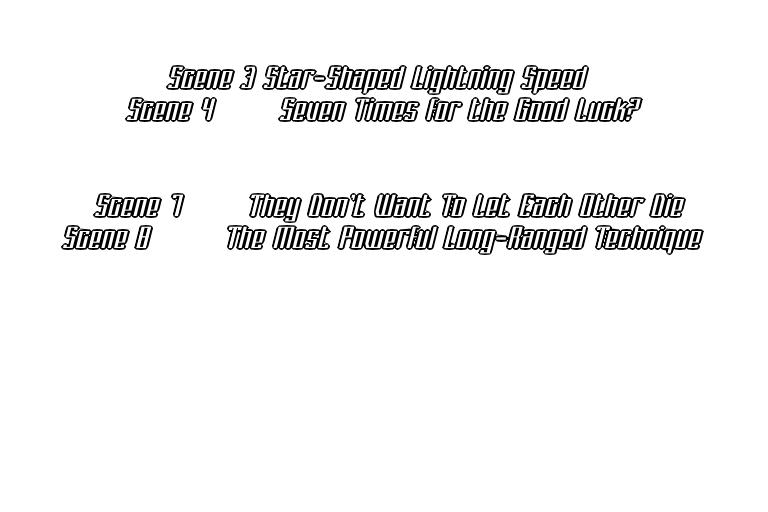 Scene 3 Star-Shaped Lightning Speed
Scene 4 Seven Times for the Good Luck?
Scene 7 They Don't Want To Let Each Other Die
Scene 8 The Most Powerful Long-Ranged Technique